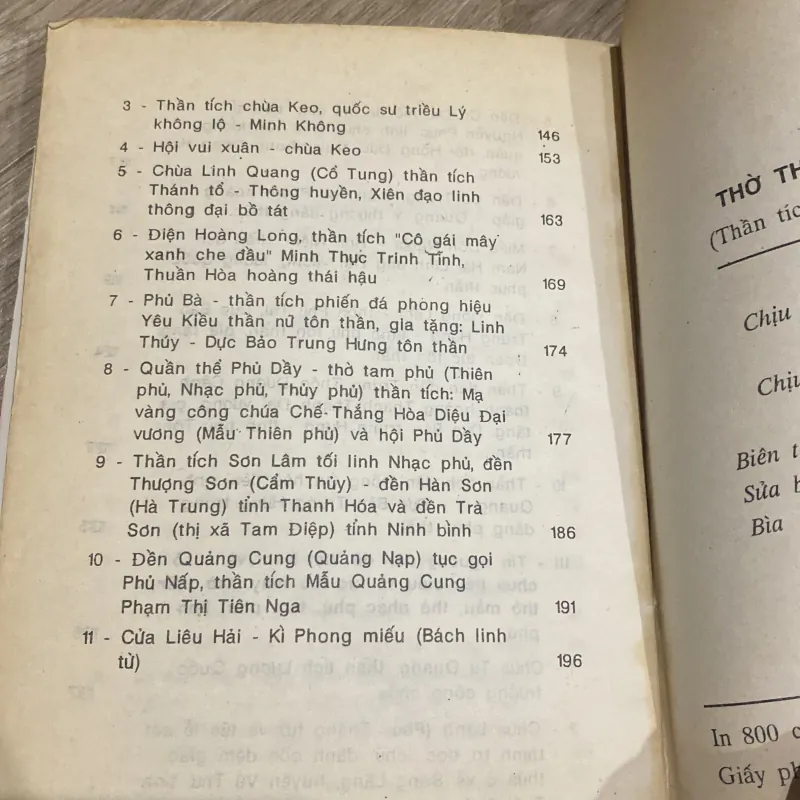 3 - Thần tích chùa Keo, quốc sư triều Lý
không lộ - Minh Không 146
4 - Hội vui xuân - chùa Keo 153
5 - Chùa Linh Quang (Cổ Tung) thần tích
Thánh tổ - Thông huyền, Xiên đạo linh
thông đại bồ tát 163
6 - Điện Hoàng Long, thần tích "Cô gái mây
xanh che đầu" Minh Thục Trinh Tĩnh,
Thuần Hòa hoàng thái hậu 169
7 - Phủ Bà - thần tích phiến đá phong hiệu
Yêu Kiều thần nữ tôn thần, gia tặng: Linh
Thúy - Dực Bảo Trung Hưng tôn thần 174
8 - Quần thể Phủ Dầy - thờ tam phủ (Thiên
phủ, Nhạc phủ, Thủy phủ) thần tích: Mạ
vàng công chúa Chế Thắng Hòa Diệu Đại
vương (Mẫu Thiên phủ) và hội Phủ Dầy 177
9 - Thần tích Sơn Lâm tối linh Nhạc phủ, đền
Thượng Sơn (Cẩm Thủy) - đền Hàn Sơn
(Hà Trung) tỉnh Thanh Hóa và đền Trà
Sơn (thị xã Tam Điệp) tỉnh Ninh bình 186
10 - Đền Quảng Cung (Quảng Nạp) tục gọi
Phủ Nấp, thần tích Mẫu Quảng Cung
Phạm Thị Tiên Nga 191
11 - Cửa Liêu Hải - Kì Phong miếu (Bách linh
từ) 196
THỜ
(Thần
Chịu
Chịu
Biên
Sửa
Bìa
In 800
Giấy